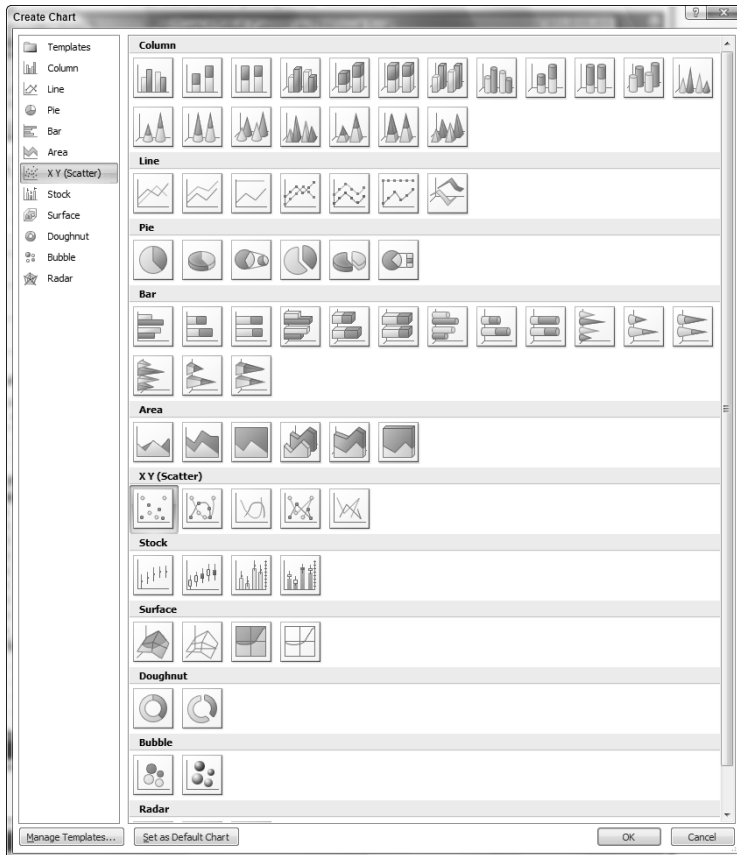 Create Chart
Templates
Column
Line
Pie
Bar
Area
X Y (Scatter)
Stock
Surface
Doughnut
Bubble
Radar
Column
Line
Pie
Bar
Area
X Y (Scatter)
Stock
Surface
Doughnut
Bubble
Radar
Manage Templates...
Set as Default Chart
OK
Cancel